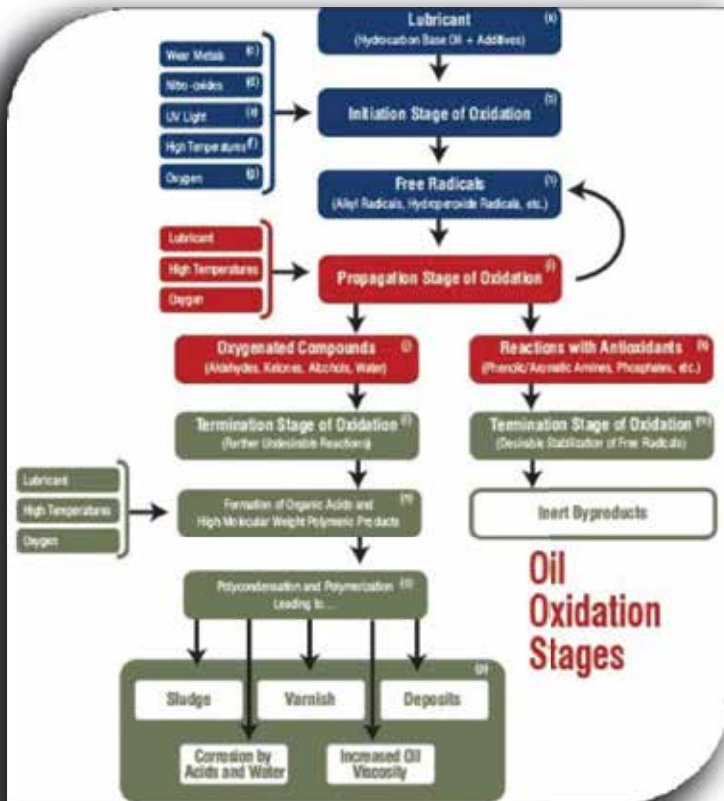 Lubricant (a)
(Hydrocarbon Base Oil + Additives)
Wear Metals (c)
Nitro-oxides (d)
UV Light (e)
High Temperatures (f)
Oxygen (g)
Initiation Stage of Oxidation
Free Radicals
(Alkyl Radicals, Hydroperoxide Radicals, etc.)
Lubricant
High Temperatures
Oxygen
Propagation Stage of Oxidation
Oxygenated Compounds
(Aldehydes, Ketones, Alcohols, Water)
Reactions with Antioxidants
(Phenolic/Aromatic Amines, Phosphates, etc.)
Termination Stage of Oxidation
(Further Undesirable Reactions)
Termination Stage of Oxidation (m)
(Desirable Stabilization of Free Radicals)
Lubricant
High Temperatures
Oxygen
Formation of Organic Acids and (n)
High Molecular Weight Polymeric Products
Inert Byproducts
Polycondensation and Polymerization (o)
Leading to...
Oil
Oxidation
Stages
Sludge
Varnish
Deposits
Corrosion by
Acids and Water
Increased Oil
Viscosity